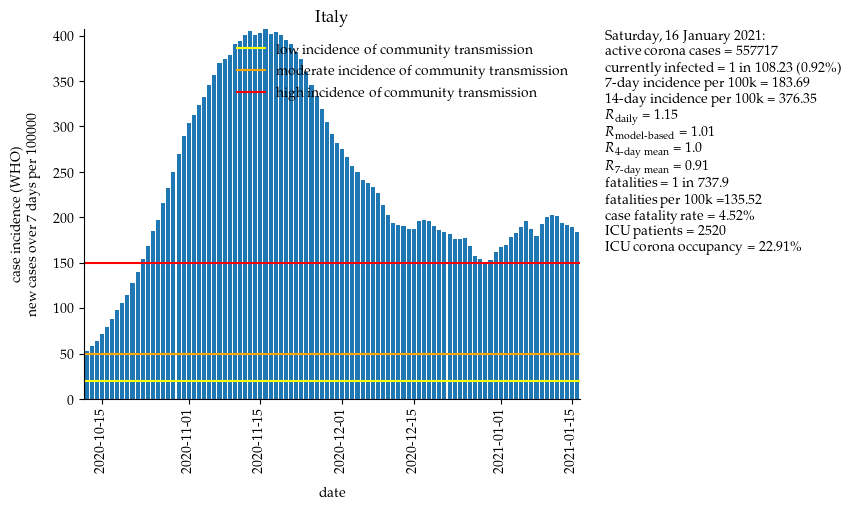 Italy
case incidence (WHO)
new cases over 7 days per 100000
400
350
300
250
200
150
100
50
0
low incidence of community transmission
moderate incidence of community transmission
high incidence of community transmission
2020-10-15
2020-11-01
2020-11-15
2020-12-01
2020-12-15
2021-01-01
2021-01-15
date
Saturday, 16 January 2021:
active corona cases = 557717
currently infected = 1 in 108.23 (0.92%)
7-day incidence per 100k = 183.69
14-day incidence per 100k = 376.35
R daily = 1.15
R model-based = 1.01
R 4-day mean = 1.0
R 7-day mean = 0.91
fatalities = 1 in 737.9
fatalities per 100k =135.52
case fatality rate = 4.52%
ICU patients = 2520
ICU corona occupancy = 22.91%